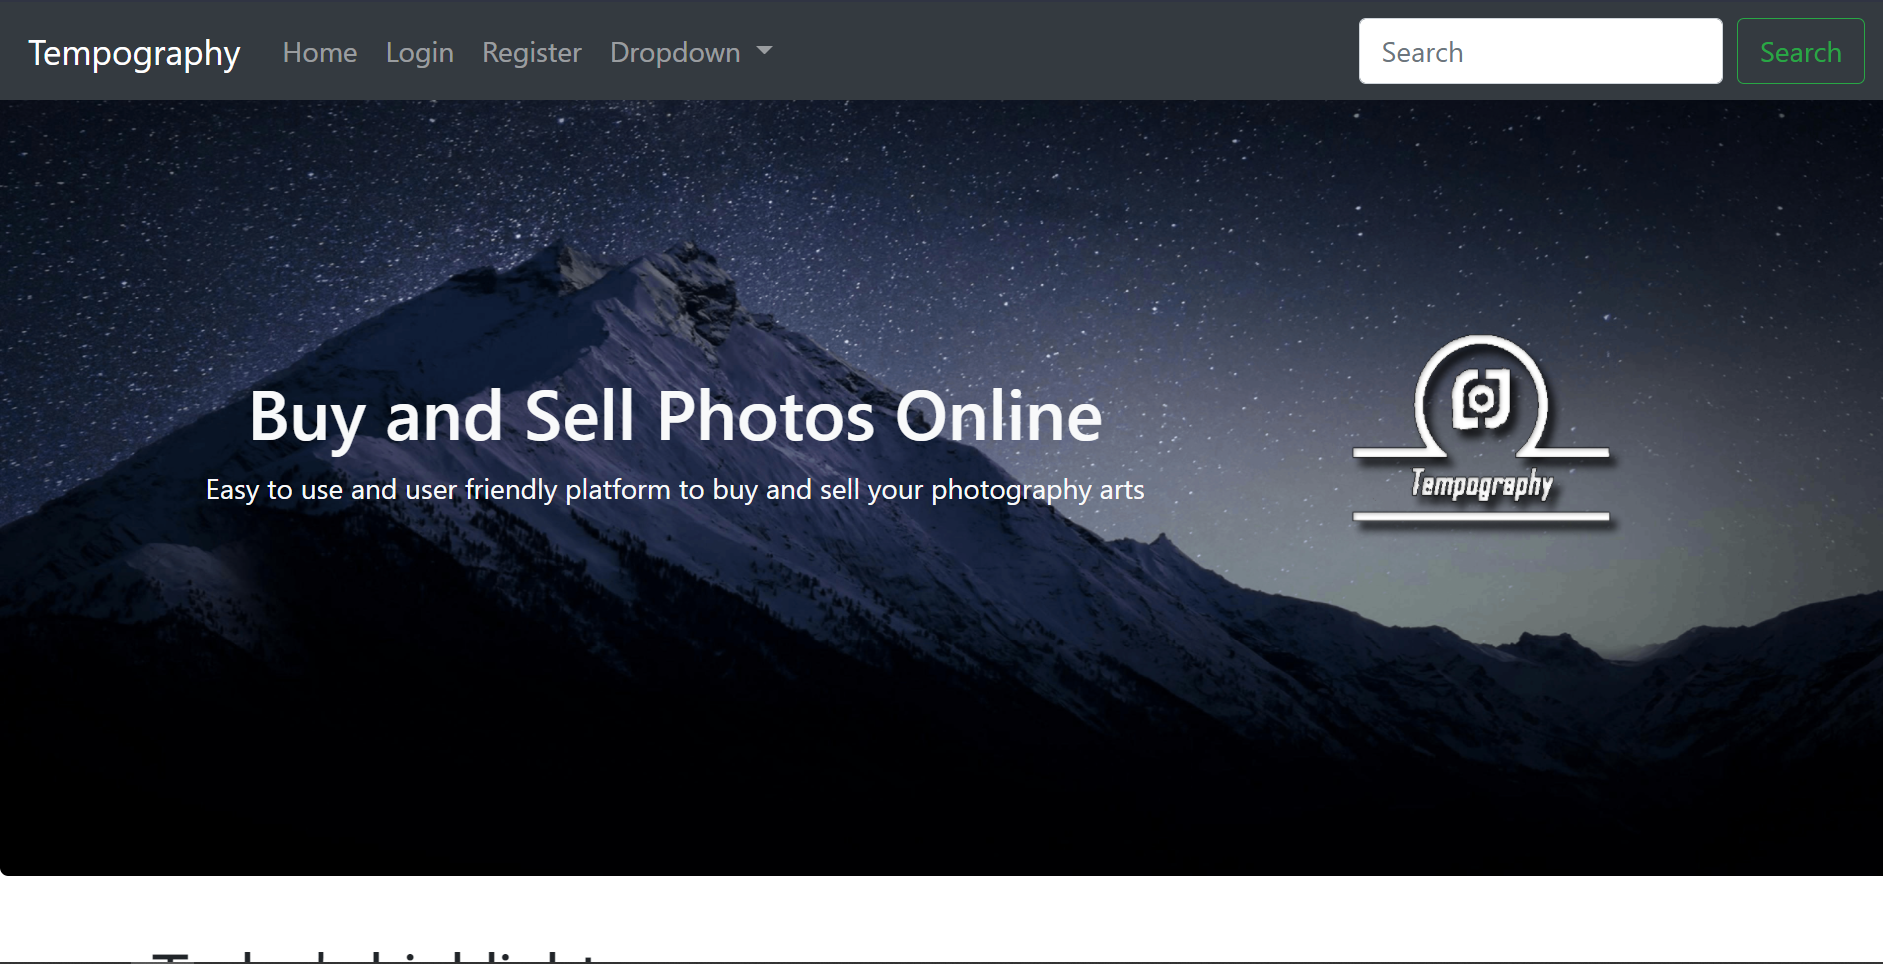 Tempography Home Login Register Dropdown Search Search
Buy and Sell Photos Online
Easy to use and user friendly platform to buy and sell your photography arts
Tempography